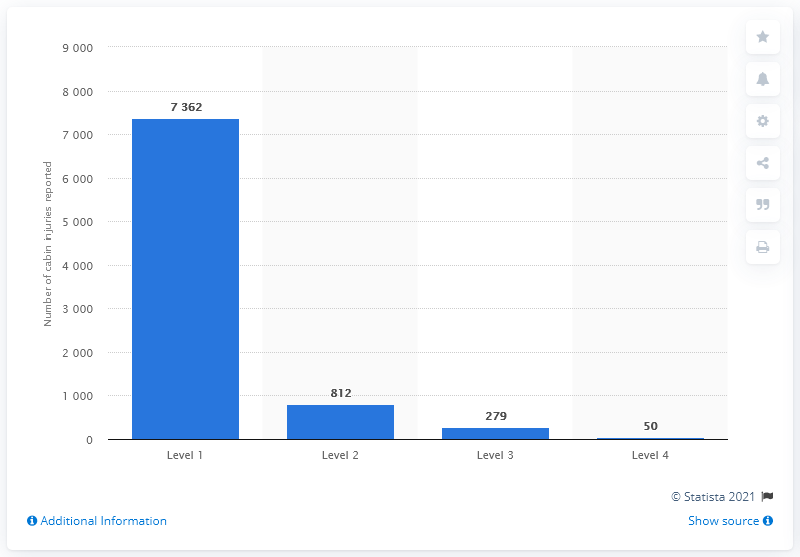 9 000
8 000
7 000
6 000
5 000
4 000
3 000
2 000
1 000
0
Number of cabin injuries reported
7 362
812
279
50
Level 1
Level 2
Level 3
Level 4
© Statista 2021
Additional Information
Show source